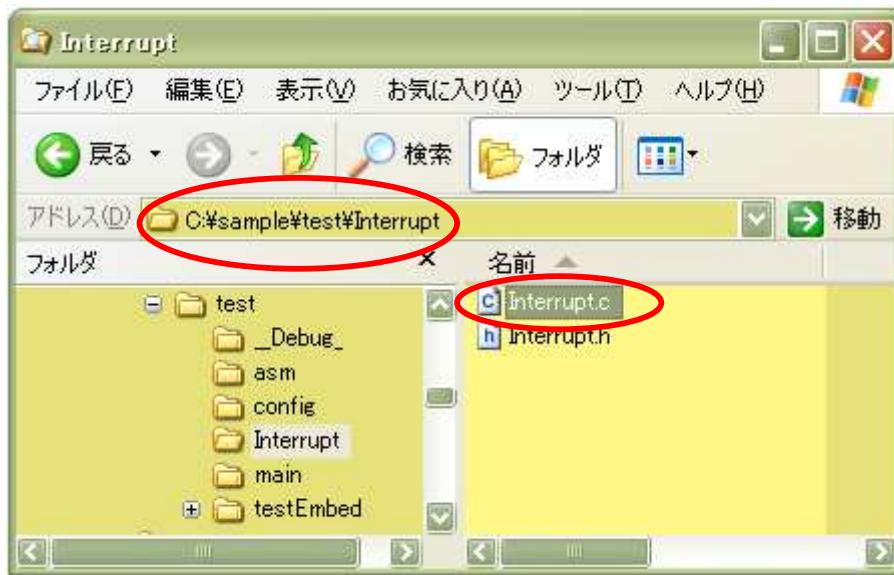 Interrupt
ファイル(F) 編集(E) 表示(V) お気に入り(A) ツール(T) ヘルプ(H)
戻る 検索 フォルダ
アドレス(D) C:¥sample¥test¥Interrupt 移動
フォルダ × 名前
test
__Debug_
asm
config
Interrupt
main
testEmbed
Interrupt.c
Interrupt.h